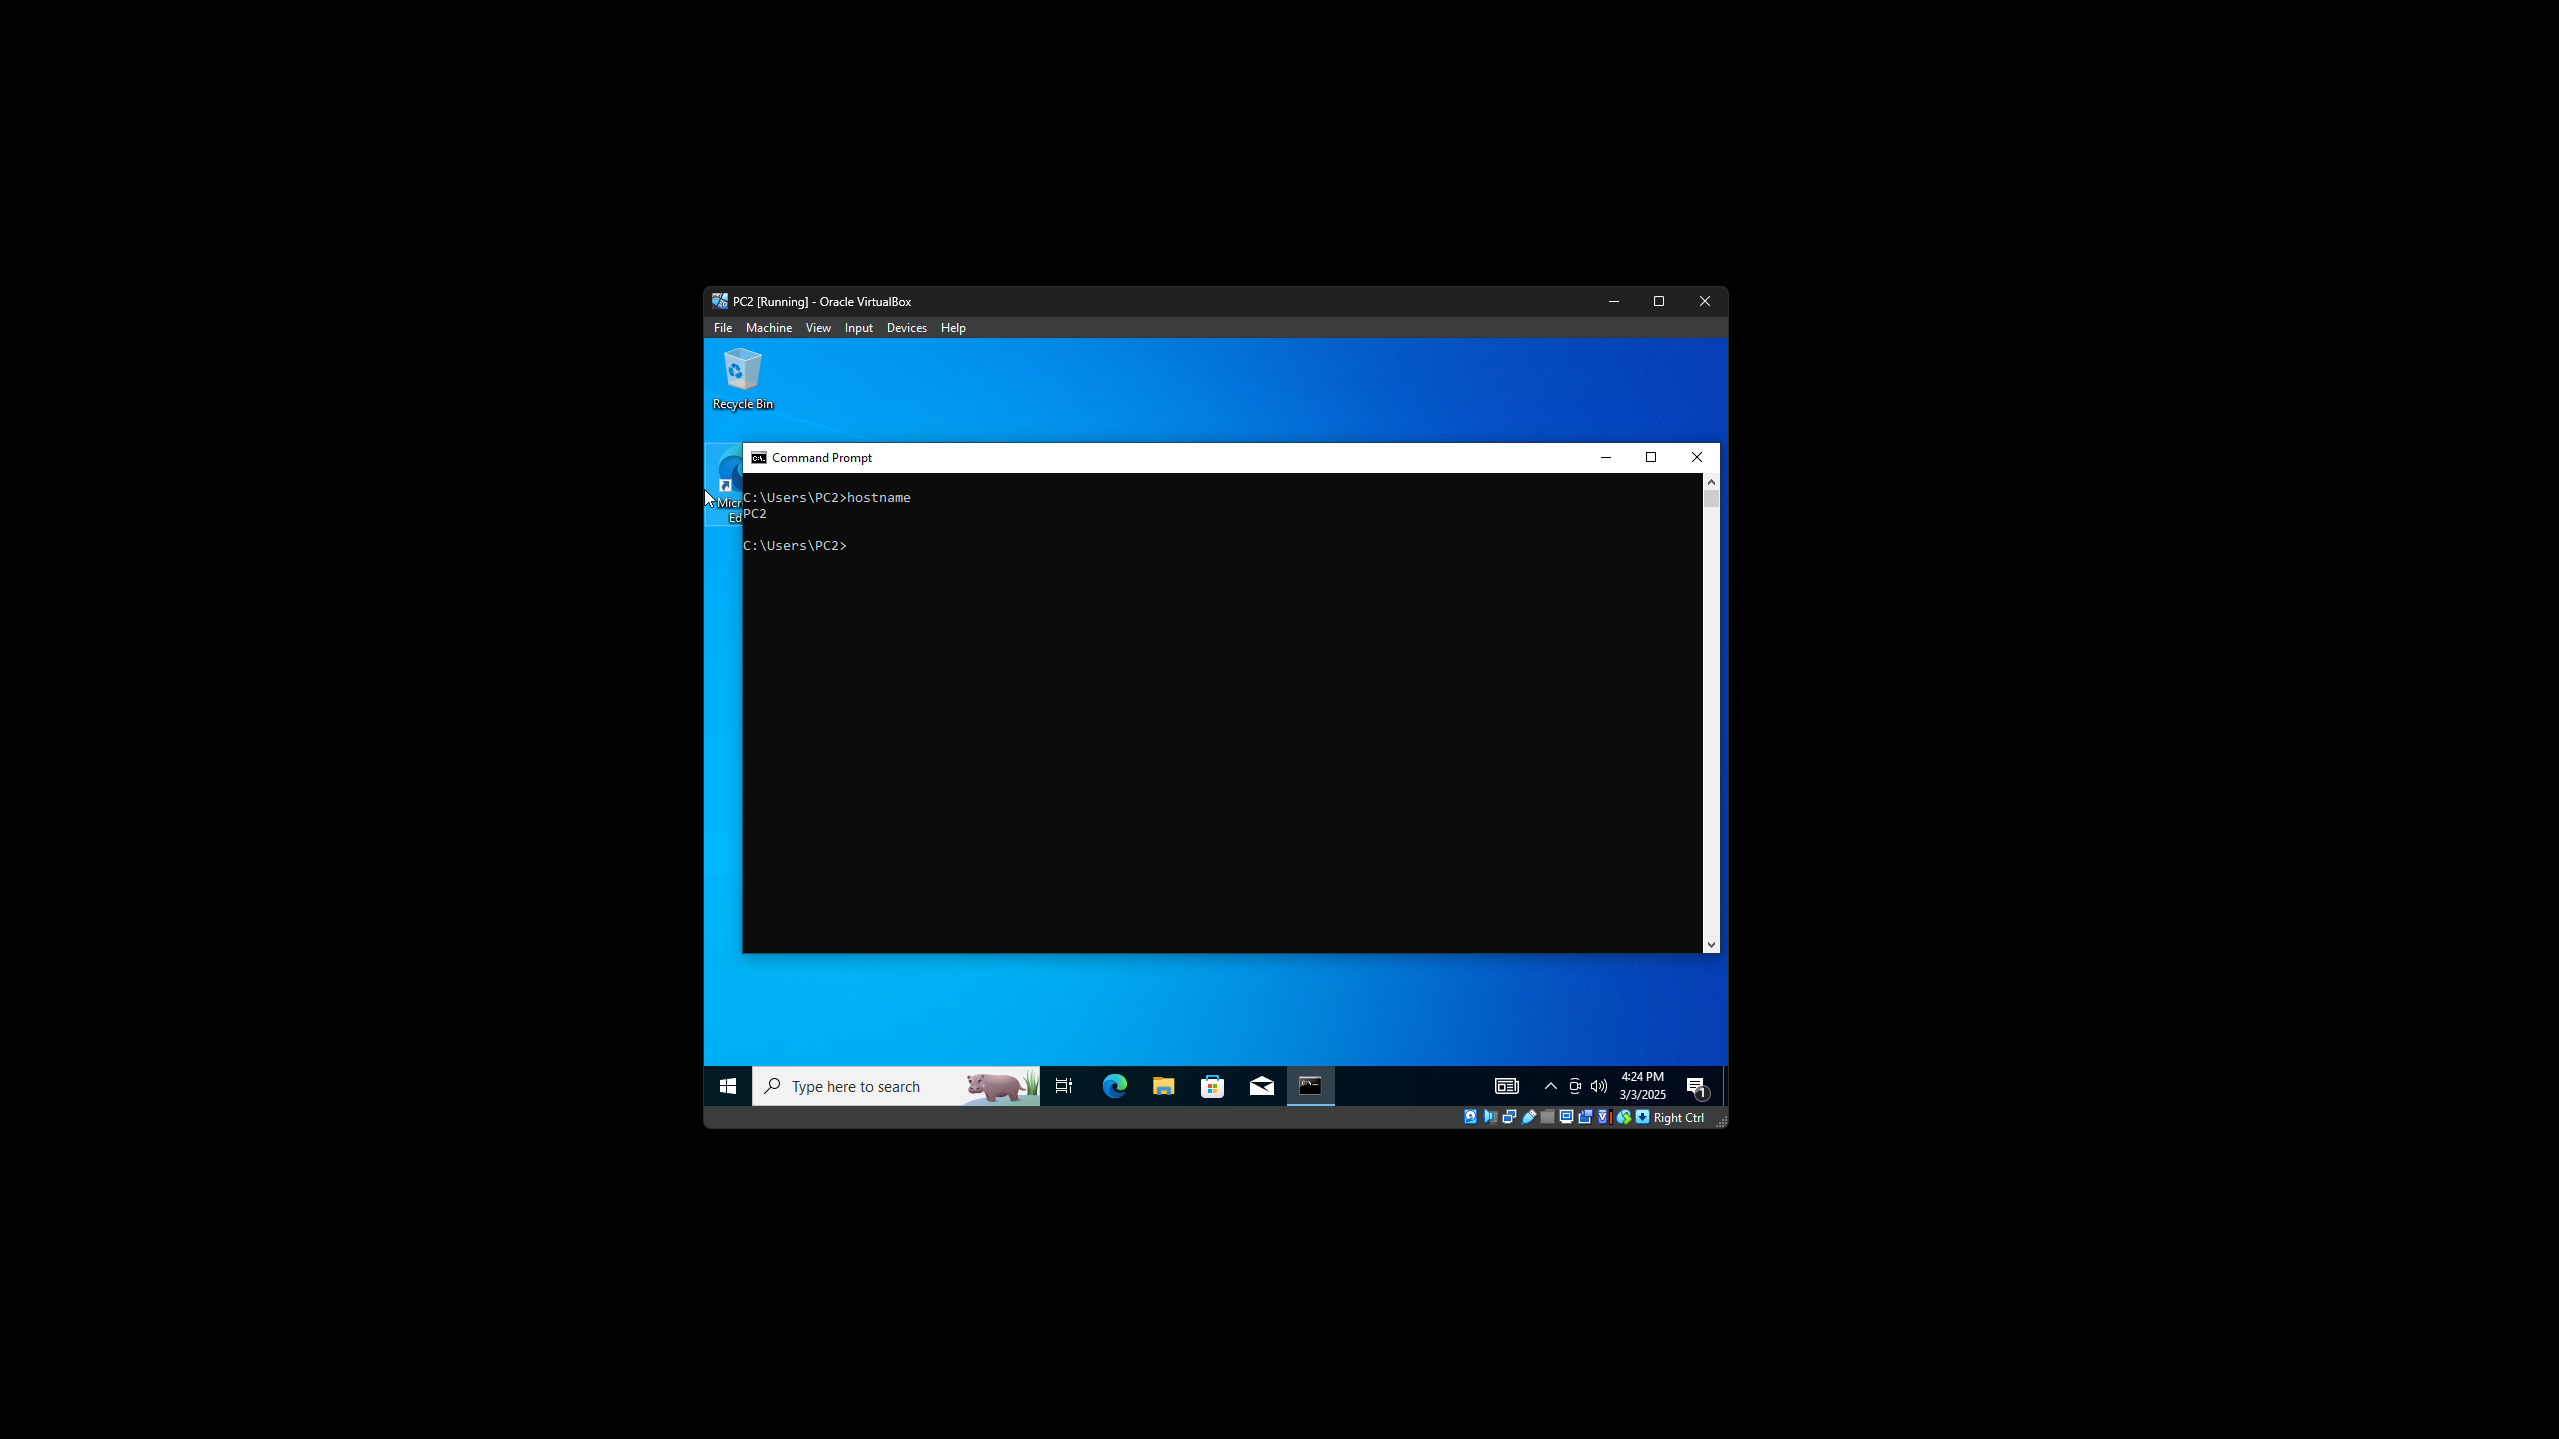 PC2 [Running] - Oracle VirtualBox
File Machine View Input Devices Help
Recycle Bin
Micr
Ed
Command Prompt
C:\Users\PC2>hostname
PC2
C:\Users\PC2>
Type here to search
4:24 PM
3/3/2025
1
Right Ctrl